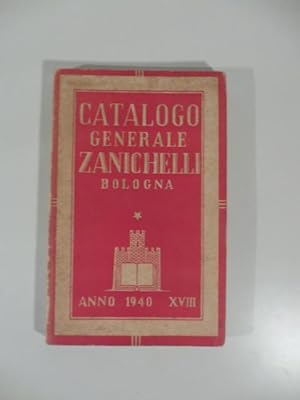 CATALOGO
GENERALE
ZANICHELLI
BOLOGNA
ANNO 1940 XVIII